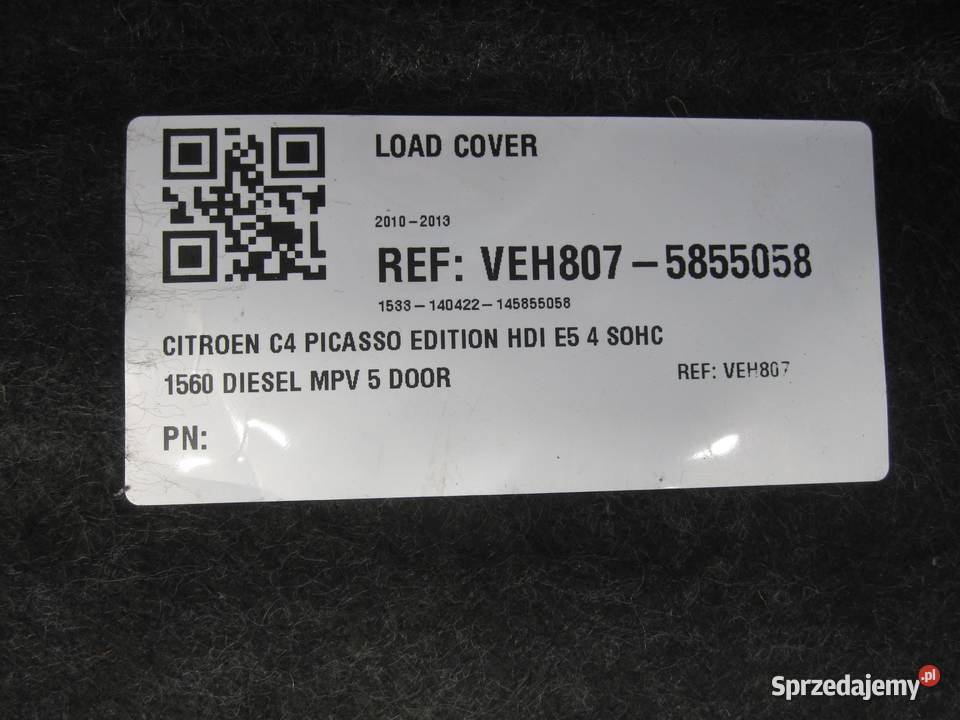 LOAD COVER
2010-2013
REF: VEH807-5855058
1533-140422-145855058
CITROEN C4 PICASSO EDITION HDI E5 4 SOHC
1560 DIESEL MPV 5 DOOR
REF: VEH807
PN:
Sprzedajemy.pl